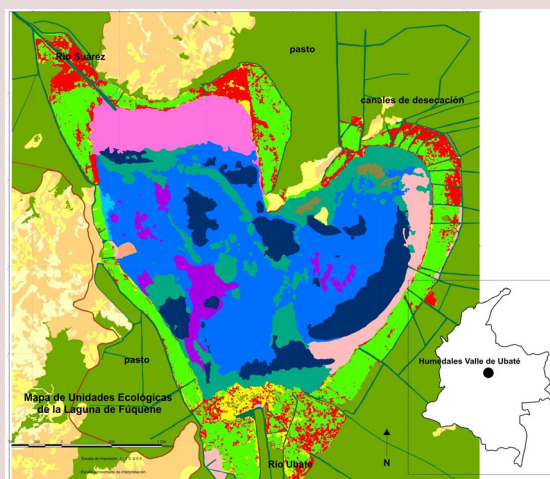 pasto
Río Suárez
canales de desecación
Humedales Valle de Ubaté
pasto
Mapa de Unidades Ecológicas
de la Laguna de Fúquene
Río Ubaté
N